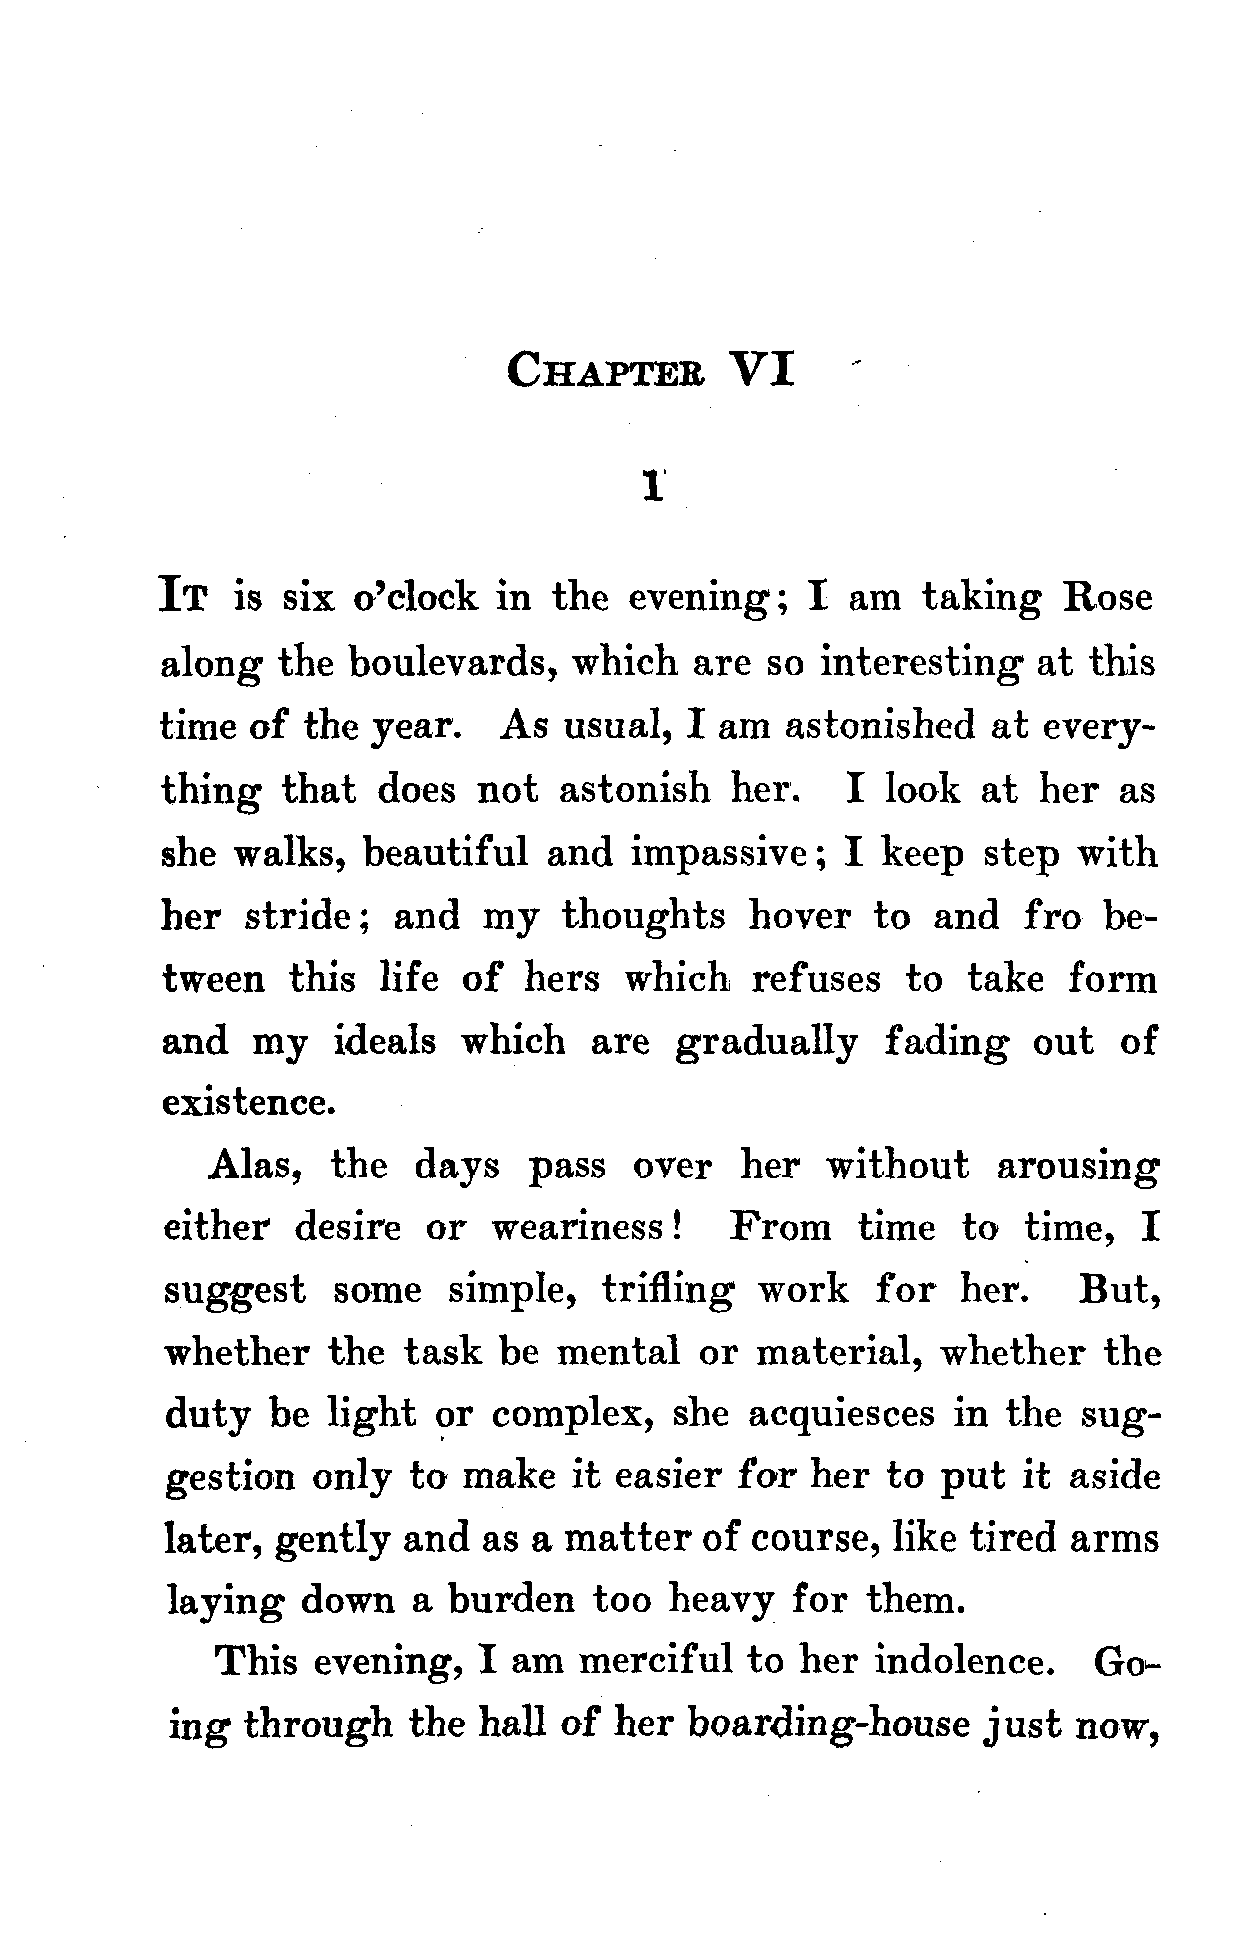 CHAPTER VI
1
IT is six o'clock in the evening; I am taking Rose
along the boulevards, which are so interesting at this
time of the year. As usual, I am astonished at every-
thing that does not astonish her. I look at her as
she walks, beautiful and impassive; I keep step with
her stride; and my thoughts hover to and fro be-
tween this life of hers which refuses to take form
and my ideals which are gradually fading out of
existence.
Alas, the days pass over her without arousing
either desire or weariness! From time to time, I
suggest some simple, trifling work for her. But,
whether the task be mental or material, whether the
duty be light or complex, she acquiesces in the sug-
gestion only to make it easier for her to put it aside
later, gently and as a matter of course, like tired arms
laying down a burden too heavy for them.
This evening, I am merciful to her indolence. Go-
ing through the hall of her boarding-house just now,